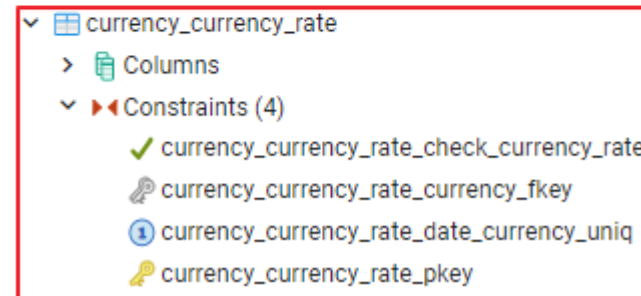 currency_currency_rate
Columns
Constraints (4)
currency_currency_rate_check_currency_rate
currency_currency_rate_currency_fkey
currency_currency_rate_date_currency_uniq
currency_currency_rate_pkey